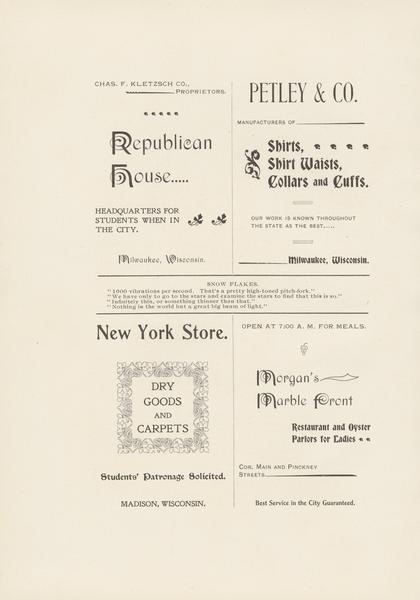 CHAS. F. KLETZSCH CO.,
PROPRIETORS.
Republican
House.....
HEADQUARTERS FOR
STUDENTS WHEN IN
THE CITY.
Milwaukee, Wisconsin.
PETLEY & CO.
MANUFACTURERS OF
Shirts,
Shirt Waists,
Collars and Cuffs.
OUR WORK IS KNOWN THROUGHOUT
THE STATE AS THE BEST.....
Milwaukee, Wisconsin.
SNOW FLAKES.
"1000 vibrations per second. That's a pretty high-toned pitch-fork."
"We have only to go to the stars and examine the stars to find that this is so."
"Infinitely thin, or something thinner than that."
"Nothing is the world but a great big beam of light."
New York Store.
DRY
GOODS
AND
CARPETS
Students' Patronage Solicited.
MADISON, WISCONSIN.
OPEN AT 7:00 A. M. FOR MEALS.
Morgan's
Marble Front
Restaurant and Oyster
Parlors for Ladies
COR. MAIN AND PINCKNEY
STREETS
Best Service in the City Guaranteed.